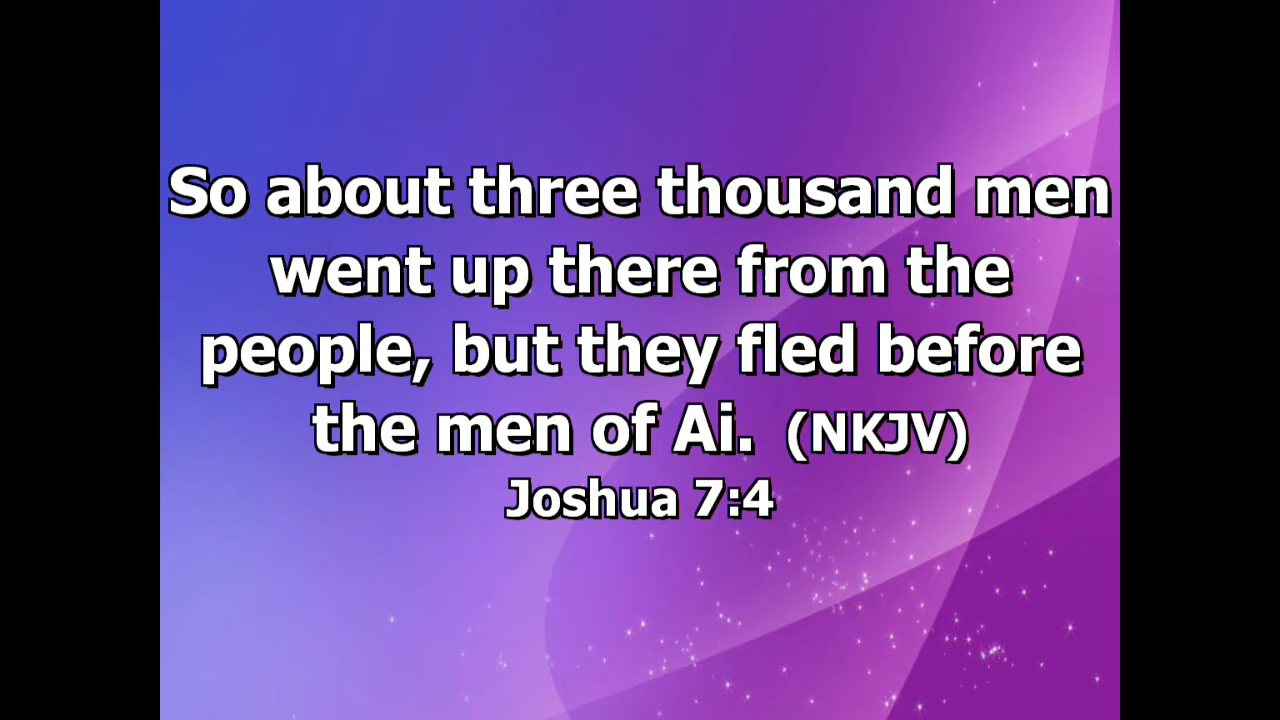 So about three thousand men
went up there from the
people, but they fled before
the men of Ai. (NKJV)
Joshua 7:4